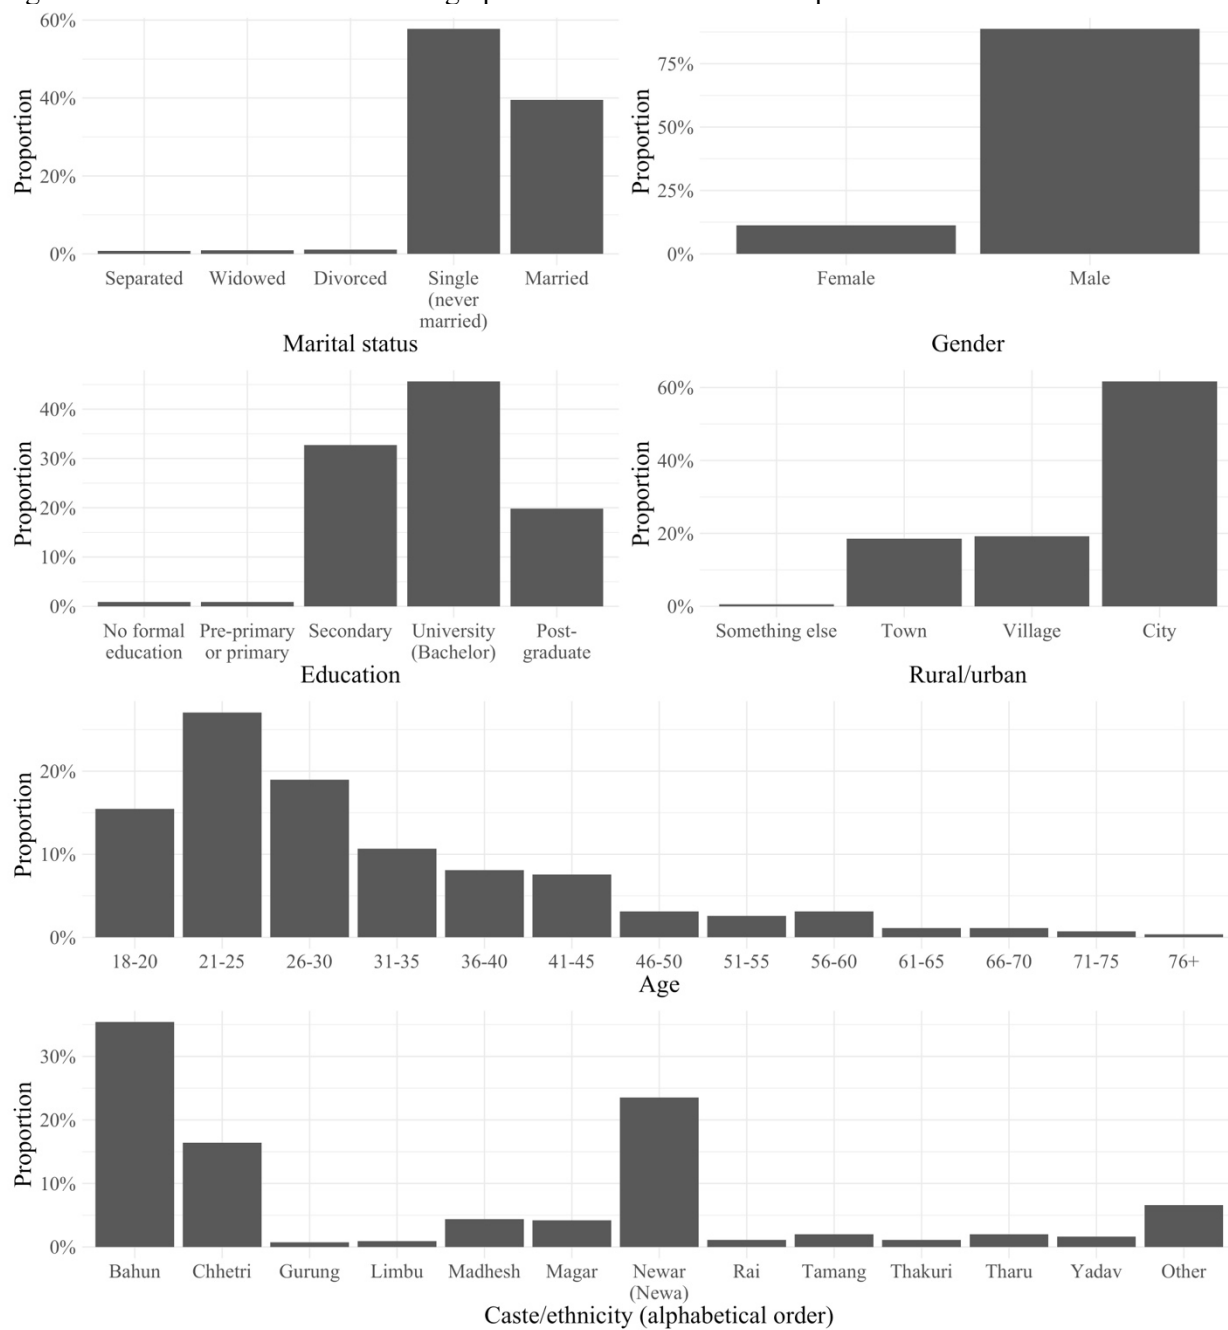 60%
40%
20%
0%
Proportion
Separated
Widowed
Divorced
Single
(never
married)
Married
Marital status
75%
50%
25%
0%
Proportion
Female
Male
Gender
40%
30%
20%
10%
0%
Proportion
No formal
education
Pre-primary
or primary
Secondary
University
(Bachelor)
Post-
graduate
Education
60%
40%
20%
0%
Proportion
Something else
Town
Village
City
Rural/urban
20%
10%
0%
Proportion
18-20
21-25
26-30
31-35
36-40
41-45
46-50
51-55
56-60
61-65
66-70
71-75
76+
Age
30%
20%
10%
0%
Proportion
Bahun
Chhetri
Gurung
Limbu
Madhesh
Magar
Newar
(Newa)
Rai
Tamang
Thakuri
Tharu
Yadav
Other
Caste/ethnicity (alphabetical order)